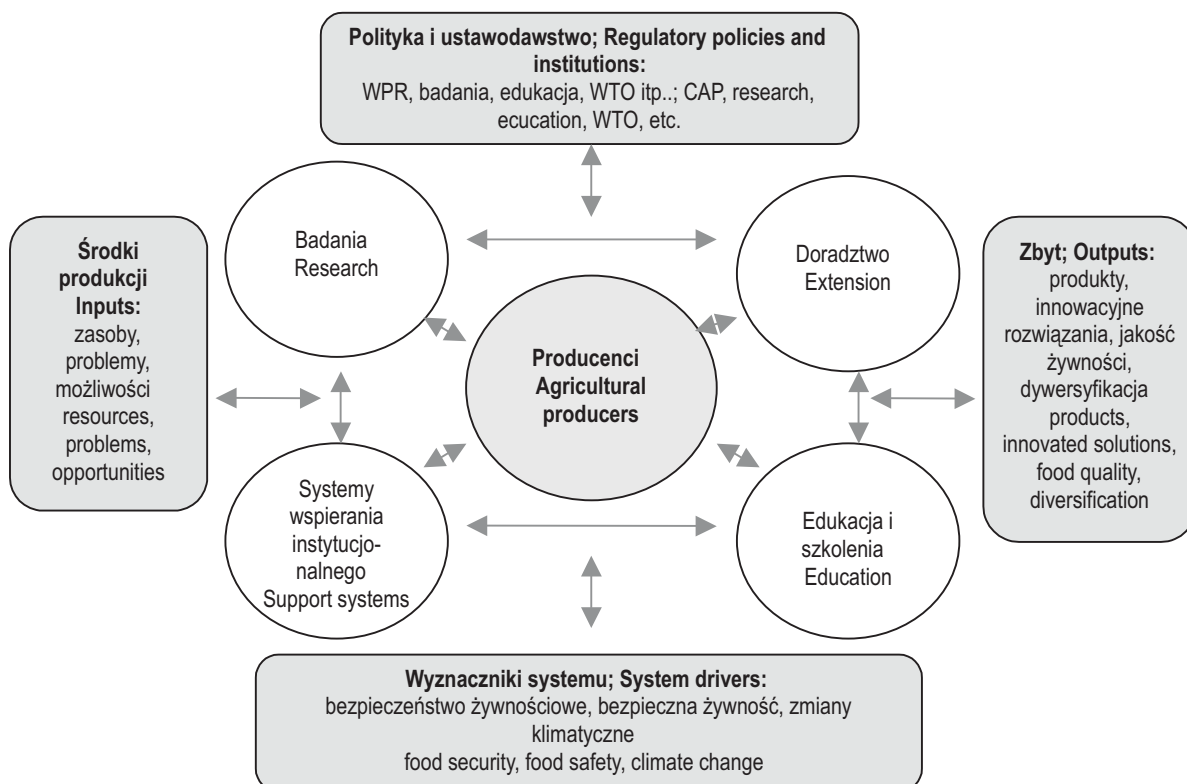 Polityka i ustawodawstwo; Regulatory policies and
institutions:
WPR, badania, edukacja, WTO itp..; CAP, research,
ecucation, WTO, etc.
Badania
Research
Doradztwo
Extension
Środki
produkcji
Inputs:
zasoby,
problemy,
możliwości
resources,
problems,
opportunities
Producenci
Agricultural
producers
Zbyt; Outputs:
produkty,
innowacyjne
rozwiązania, jakość
żywności,
dywersyfikacja
products,
innovated solutions,
food quality,
diversification
Systemy
wspierania
instytucjo-
nalnego
Support systems
Edukacja i
szkolenia
Education
Wyznaczniki systemu; System drivers:
bezpieczeństwo żywnościowe, bezpieczna żywność, zmiany
klimatyczne
food security, food safety, climate change